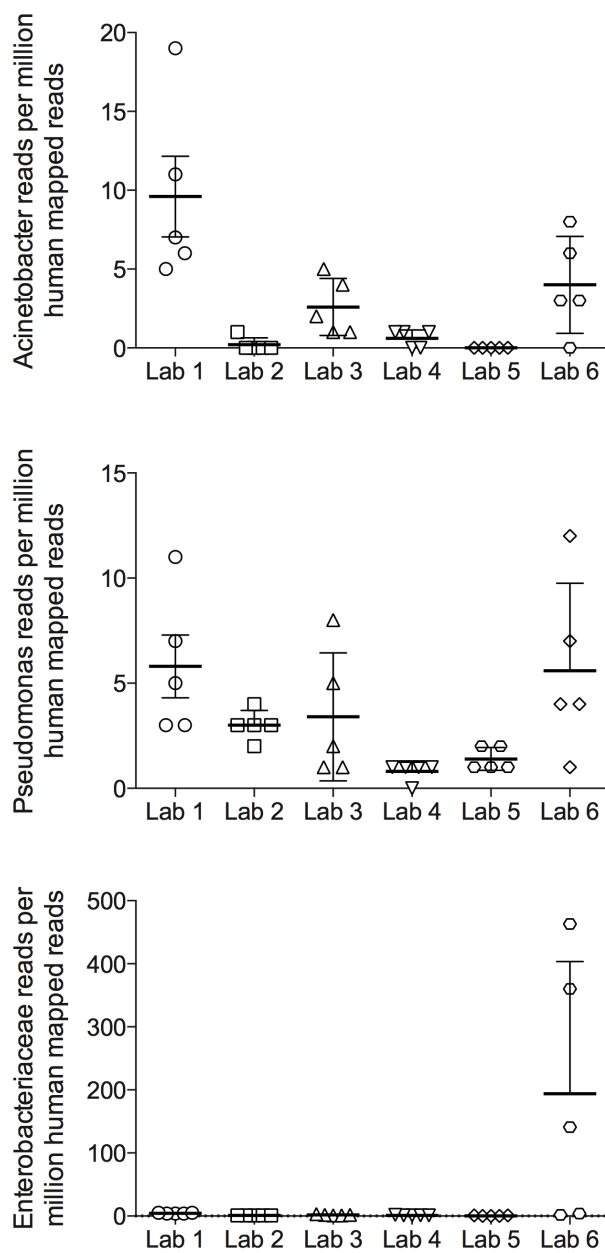 Acinetobacter reads per million
human mapped reads
20
15
10
5
0
Lab 1 Lab 2 Lab 3 Lab 4 Lab 5 Lab 6
Pseudomonas reads per million
human mapped reads
15
10
5
0
Lab 1 Lab 2 Lab 3 Lab 4 Lab 5 Lab 6
Enterobacteriaceae reads per
million human mapped reads
500
400
300
200
100
0
Lab 1 Lab 2 Lab 3 Lab 4 Lab 5 Lab 6